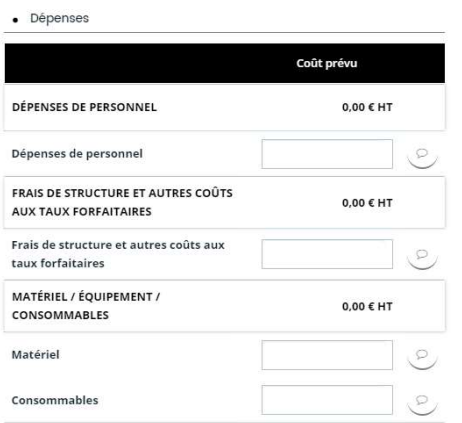 • Dépenses
Coût prévu
DÉPENSES DE PERSONNEL 0,00 € HT
Dépenses de personnel
FRAIS DE STRUCTURE ET AUTRES COÛTS
AUX TAUX FORFAITAIRES 0,00 € HT
Frais de structure et autres coûts aux
taux forfaitaires
MATÉRIEL / ÉQUIPEMENT /
CONSOMMABLES 0,00 € HT
Matériel
Consommables